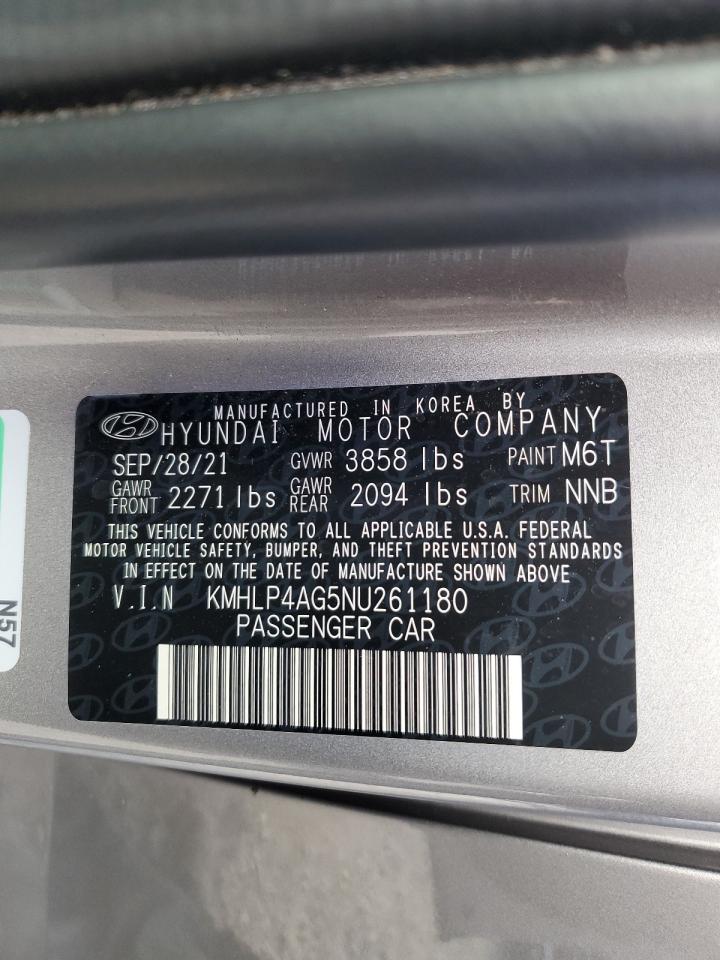 MANUFACTURED IN KOREA BY
HYUNDAI MOTOR COMPANY
SEP/28/21 GVWR 3858 lbs PAINT M6T
GAWR FRONT 2271 lbs GAWR REAR 2094 lbs TRIM NNB
THIS VEHICLE CONFORMS TO ALL APPLICABLE U.S.A. FEDERAL
MOTOR VEHICLE SAFETY, BUMPER, AND THEFT PREVENTION STANDARDS
IN EFFECT ON THE DATE OF MANUFACTURE SHOWN ABOVE
V.I.N KMHLP4AG5NU261180
PASSENGER CAR
N57